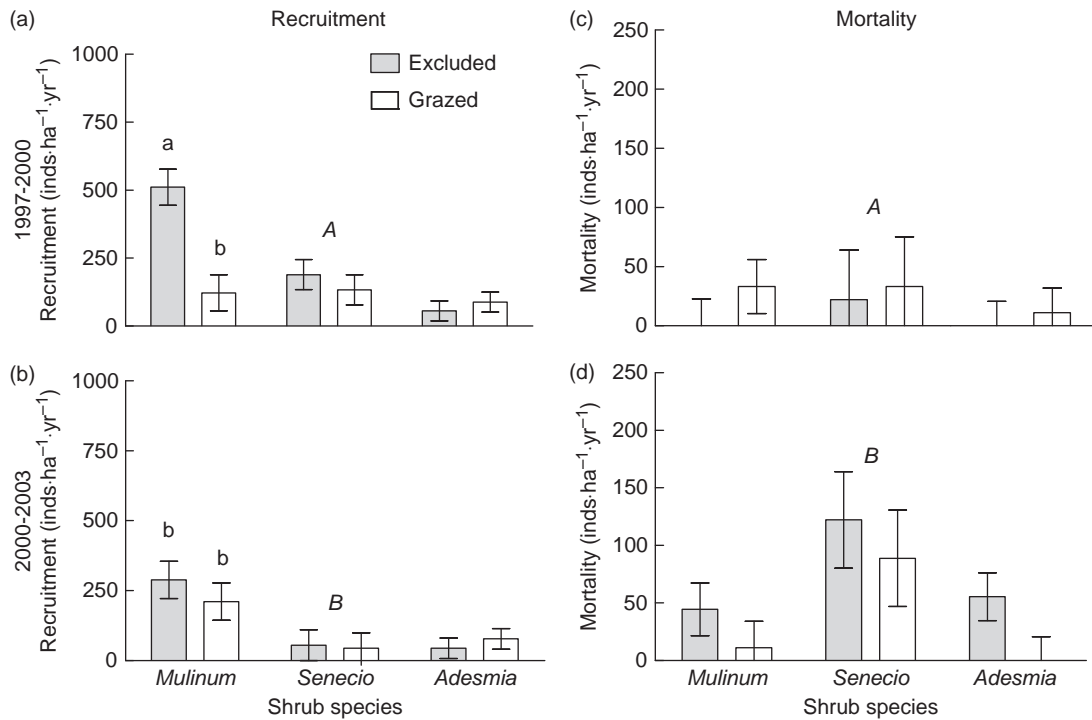 (a)
Recruitment
1997-2000
Recruitment (inds·ha⁻¹·yr⁻¹)
1000
750
500
250
0
Excluded
Grazed
a
b
A
(c)
Mortality
Mortality (inds·ha⁻¹·yr⁻¹)
250
200
150
100
50
0
A
(b)
2000-2003
Recruitment (inds·ha⁻¹·yr⁻¹)
1000
750
500
250
0
b
b
B
Mulinum
Senecio
Adesmia
Shrub species
(d)
Mortality (inds·ha⁻¹·yr⁻¹)
250
200
150
100
50
0
B
Mulinum
Senecio
Adesmia
Shrub species